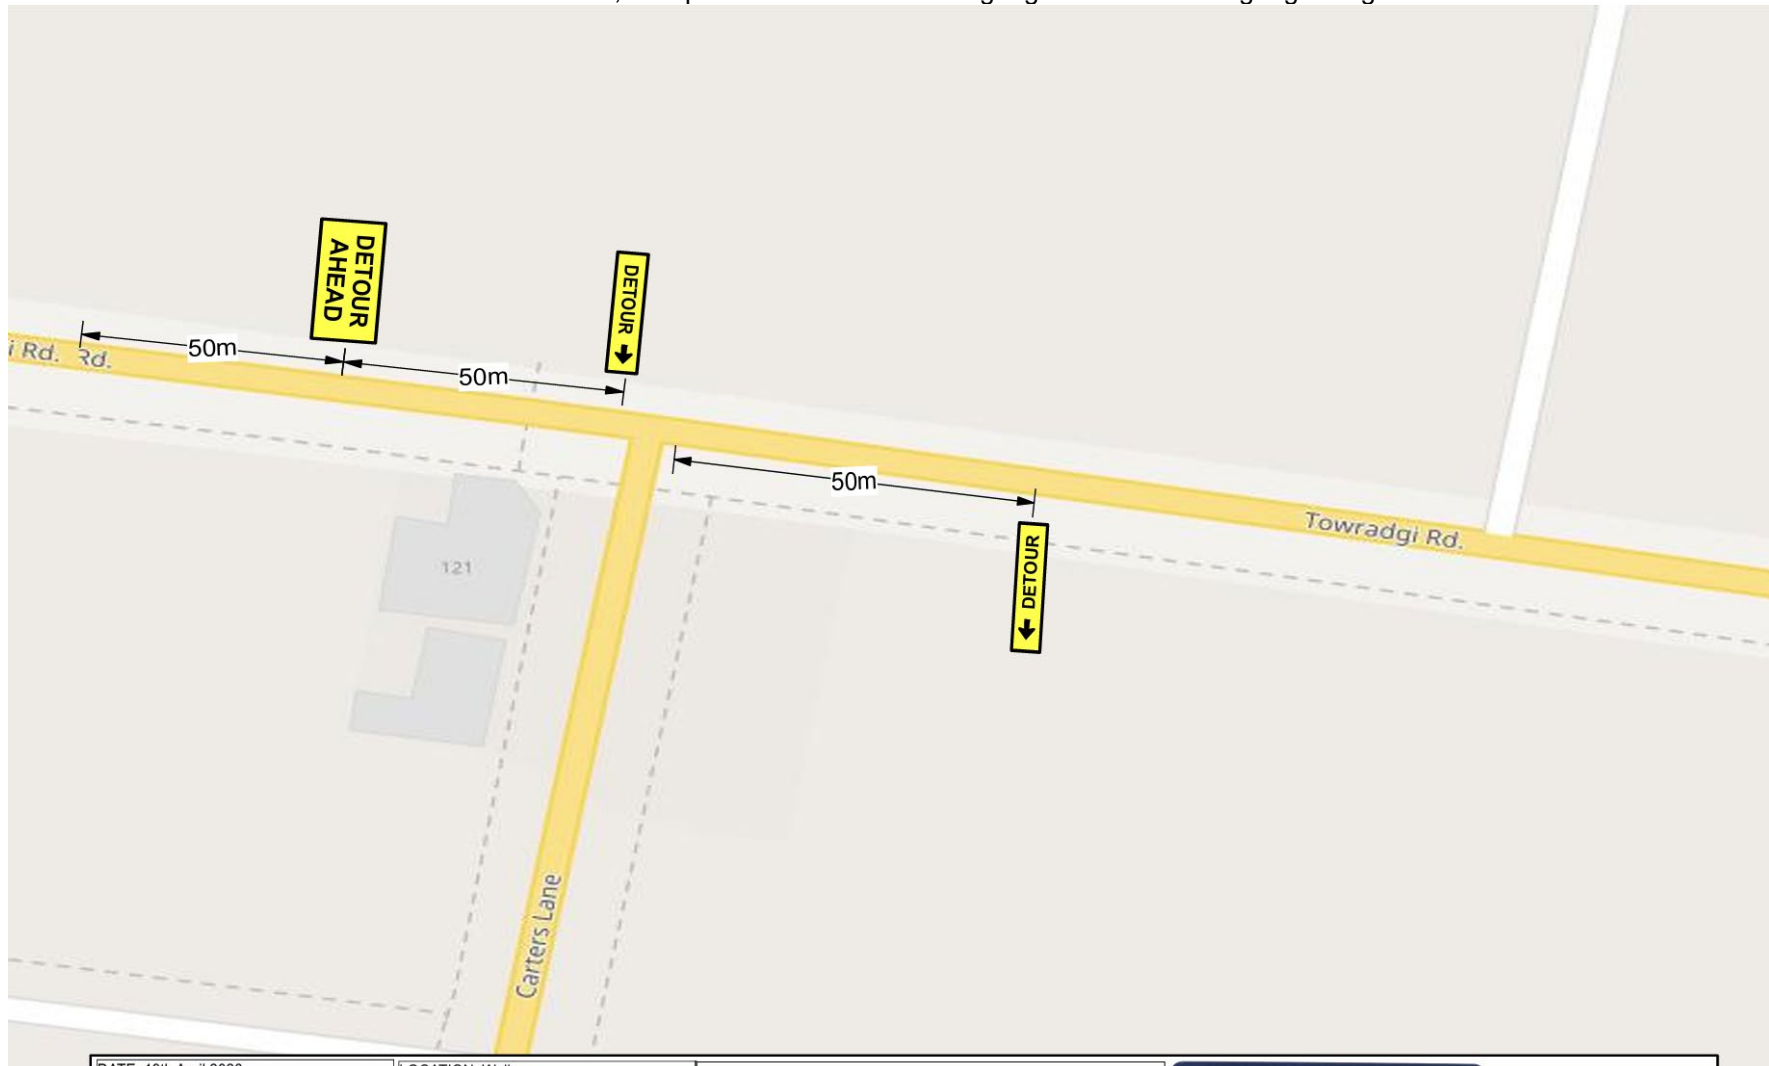 DETOUR
AHEAD
DETOUR
50m
50m
i Rd. Rd.
50m
DETOUR
Towradgi Rd.
121
Carters Lane